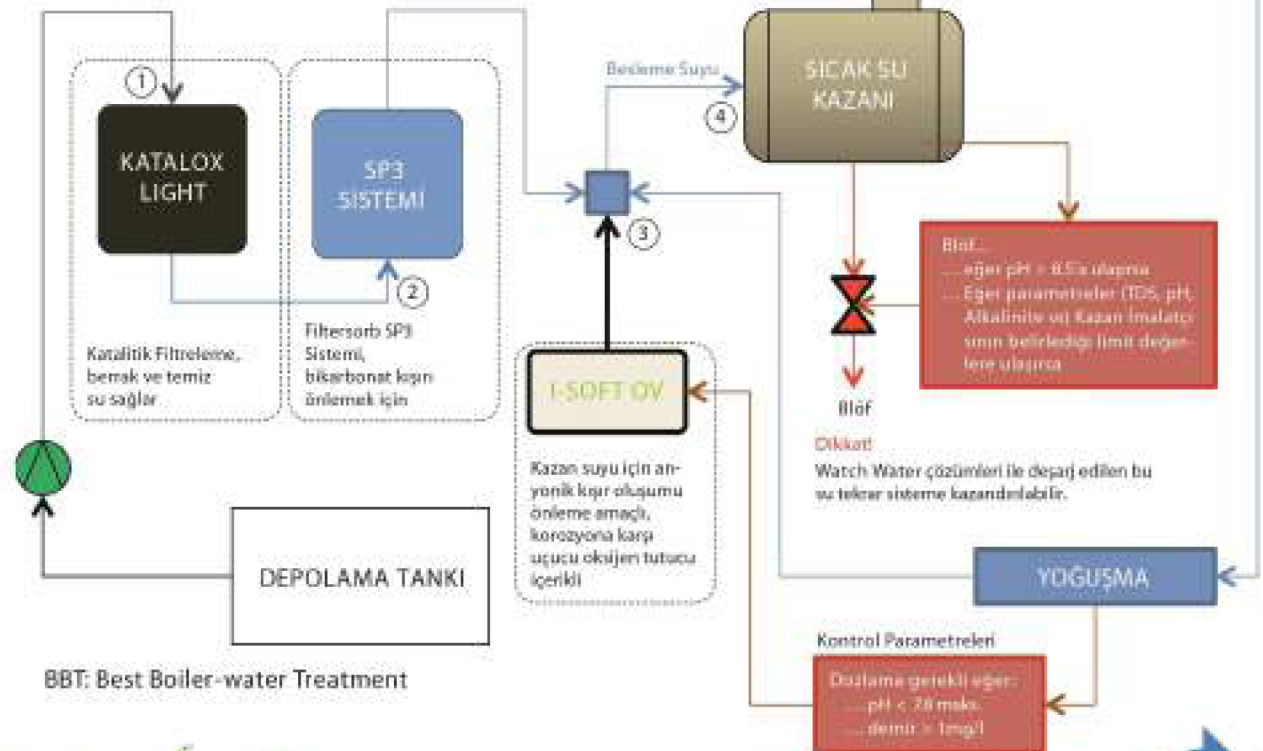 1
KATALOX
LIGHT
SP3
SİSTEMİ
2
Katalitik Filtreleme,
berrak ve temiz
su sağlar
Filtersorb SP3
Sistemi,
bikarbonat kışırı
önlemek için
Besleme Suyu
4
SICAK SU
KAZANI
3
I-SOFT OV
Kazan suyu için an-
yonik kışır oluşumu
önleme amaçlı,
korozyona karşı
uçucu oksijen tutucu
içerikli
Blöf...
....eğer pH > 8.5'a ulaşırsa
....Eğer parametreler (TDS, pH,
Alkalinite vs) Kazan İmalatçı
sının belirlediği limit değer-
lere ulaşırsa
Blöf
Dikkat!
Watch Water çözümleri ile deşarj edilen bu
su tekrar sisteme kazandırılabilir.
DEPOLAMA TANKI
YOĞUŞMA
Kontrol Parametreleri
Dozlama gerekli eğer:
....pH < 7.8 maks.
....demir > 1mg/l
BBT: Best Boiler-water Treatment